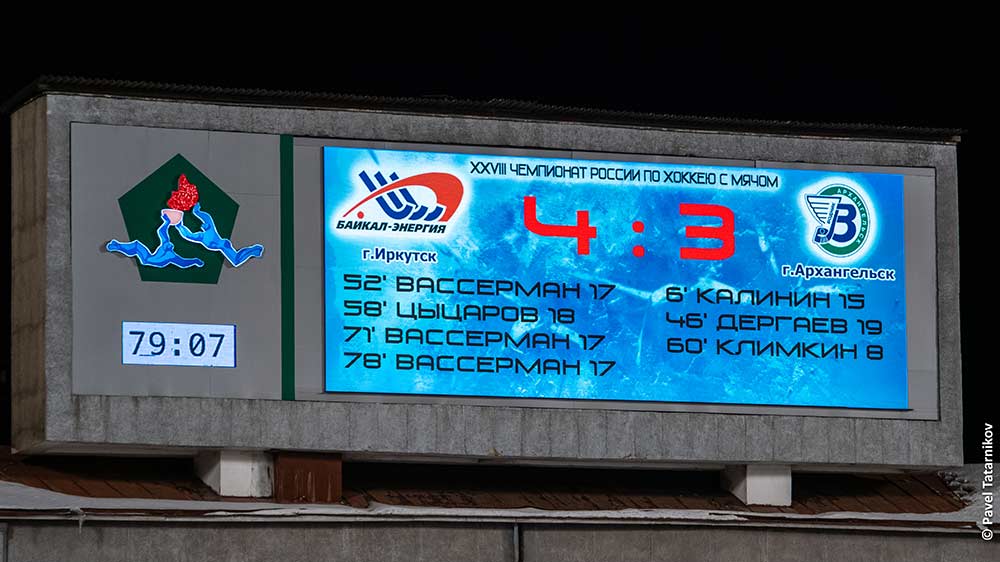 XXVIII ЧЕМПИОНАТ РОССИИ ПО ХОККЕЮ С МЯЧОМ
БАЙКАЛ-ЭНЕРГИЯ
4 : 3
АРХАНГЕЛЬСК
В
г.Иркутск
г.Архангельск
52' ВАССЕРМАН 17
58' ЦЫЦАРОВ 18
71' ВАССЕРМАН 17
78' ВАССЕРМАН 17
6' КАЛИНИН 15
46' ДЕРГАЕВ 19
60' КЛИМКИН 8
79:07
© Pavel Tatarnikov